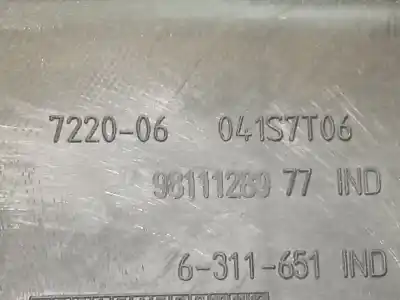 7220-06 041S7T06
98111289 77 IND
6-311-651 IND